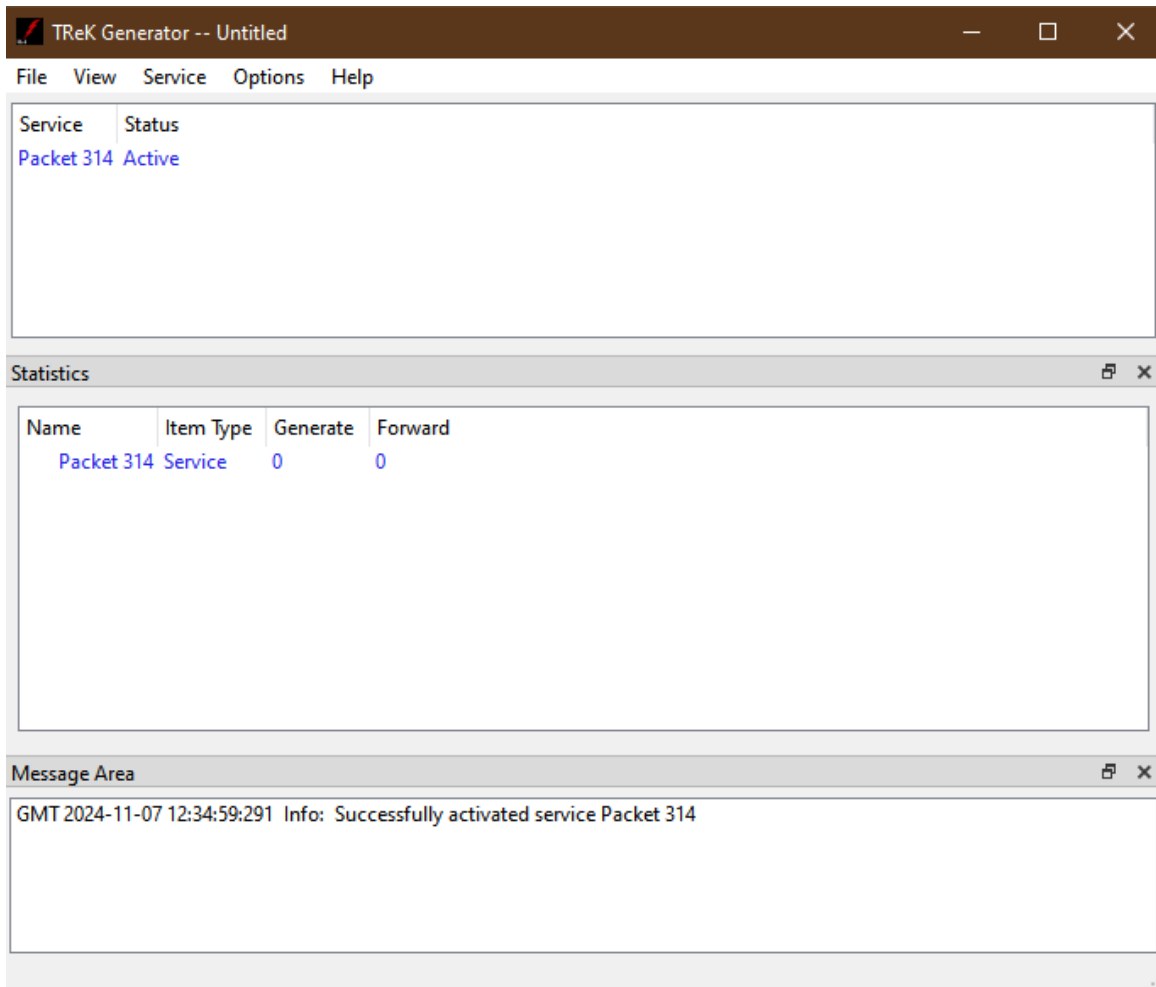 TReK Generator -- Untitled
File View Service Options Help
Service Status
Packet 314 Active
Statistics
Name Item Type Generate Forward
Packet 314 Service 0 0
Message Area
GMT 2024-11-07 12:34:59:291 Info: Successfully activated service Packet 314